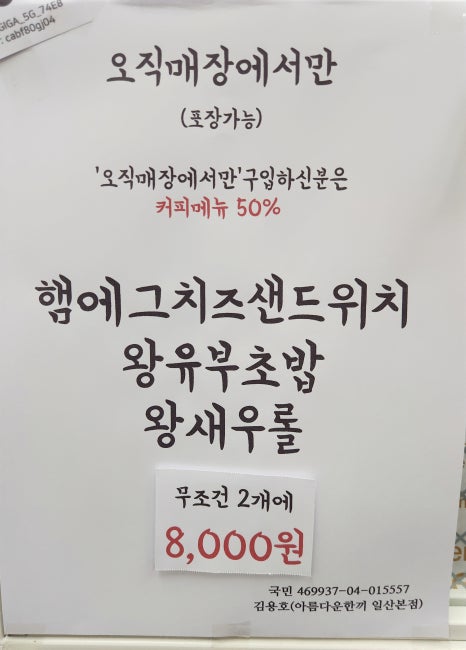 GIGA_5G_74E8
: cabf80gj04
오직매장에서만
(포장가능)
'오직매장에서만'구입하신분은
커피메뉴 50%
햄에그치즈샌드위치
왕유부초밥
왕새우롤
무조건 2개에
8,000원
국민 469937-04-015557
김용호(아름다운한끼 일산본점)